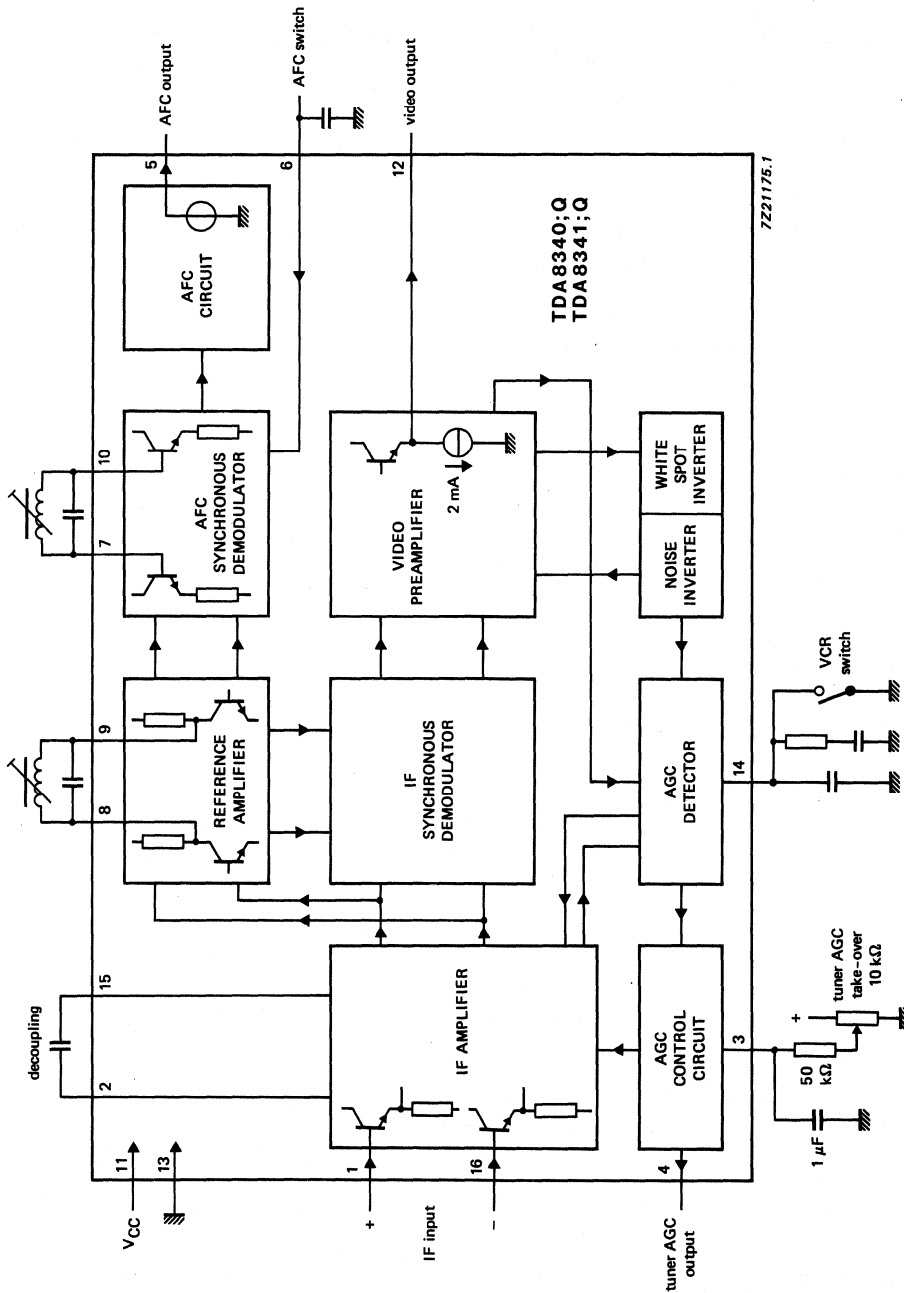 decoupling
VCC
11
13
2
15
8
9
7
10
5
AFC output
6
AFC switch
REFERENCE
AMPLIFIER
AFC
SYNCHRONOUS
DEMODULATOR
AFC
CIRCUIT
+
IF input
−
1
16
IF AMPLIFIER
IF
SYNCHRONOUS
DEMODULATOR
VIDEO
PREAMPLIFIER
2 mA
12
video output
TDA8340;Q
TDA8341;Q
tuner AGC
output
4
AGC
CONTROL
CIRCUIT
AGC
DETECTOR
NOISE
INVERTER
WHITE
SPOT
INVERTER
3
14
1 μF
50
kΩ
+
tuner AGC
take-over
10 kΩ
VCR
switch
7Z21175.1